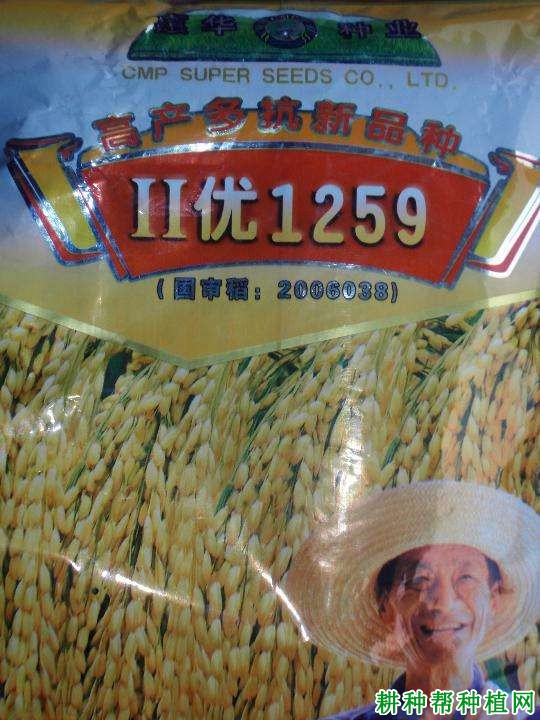 建华 种业
CMP SUPER SEEDS CO., LTD.
高产多抗新品种
II优1259
(国审稻：2006038)
耕种帮种植网